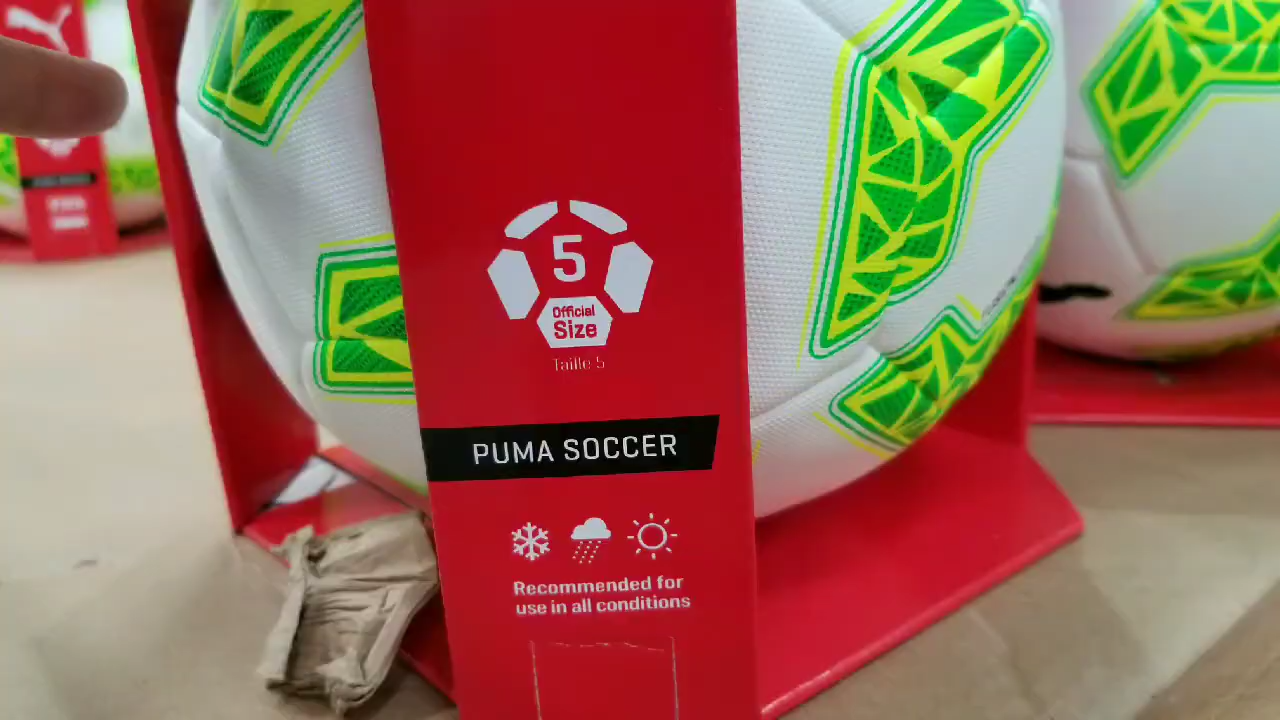 5
Official
Size
Taille 5
PUMA SOCCER
Recommended for
use in all conditions